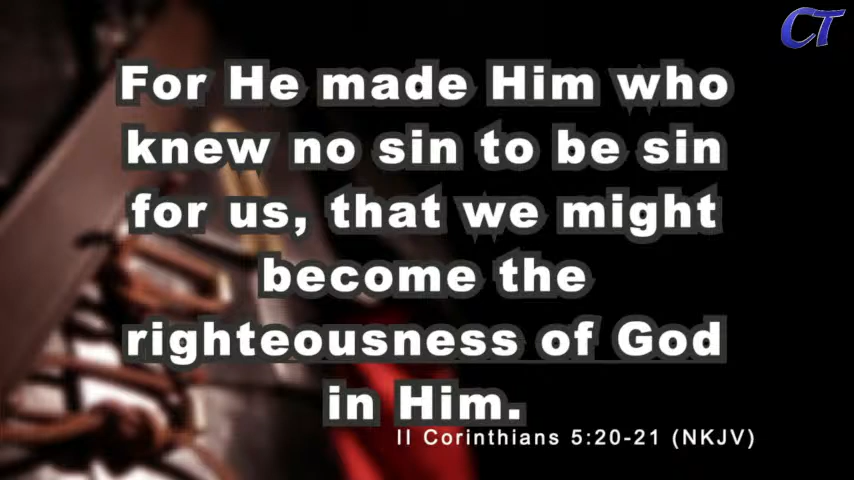 CT
For He made Him who
knew no sin to be sin
for us, that we might
become the
righteousness of God
in Him.
II Corinthians 5:20-21 (NKJV)